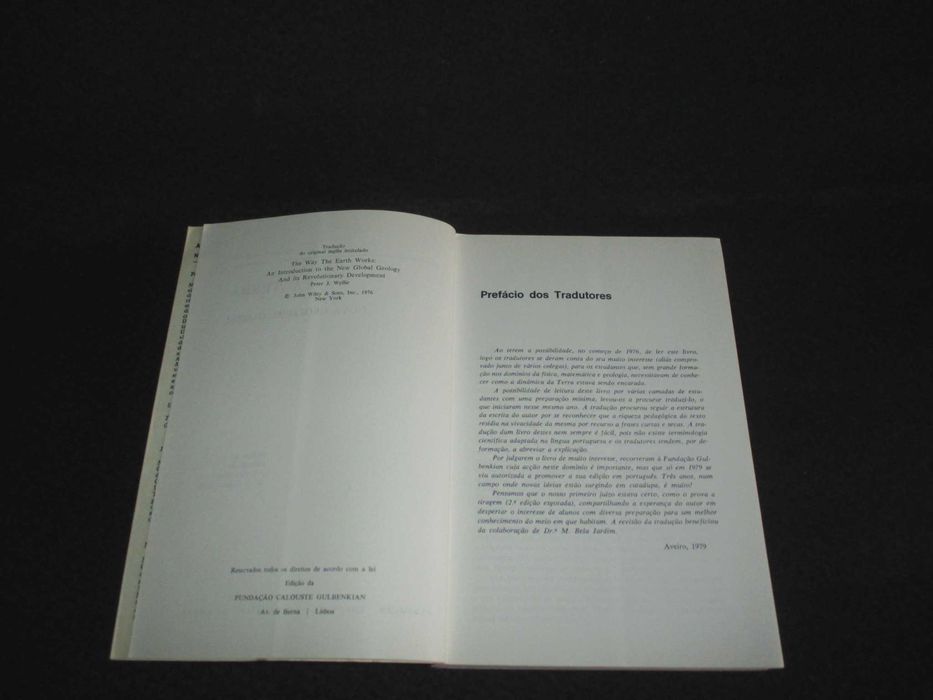 Tradução
do original inglês intitulado
The Way The Earth Works:
An Introduction to the New Global Geology
And its Revolutionary Development
Peter J. Wyllie
© John Wiley & Sons, Inc., 1976
New York
Reservados todos os direitos de acordo com a lei
Edição da
FUNDAÇÃO CALOUSTE GULBENKIAN
Av. de Berna | Lisboa
Prefácio dos Tradutores
Ao terem a possibilidade, no começo de 1976, de ler este livro,
logo os tradutores se deram conta do seu muito interesse (aliás compro-
vado junto de vários colegas), para os estudantes que, sem grande forma-
ção nos domínios da física, matemática e geologia, necessitavam de conhe-
cer como a dinâmica da Terra estava sendo encarada.
A possibilidade de leitura deste livro por várias camadas de estu-
dantes com uma preparação mínima, levou-os a procurar traduzi-lo, o
que iniciaram nesse mesmo ano. A tradução procurou seguir a estrutura
da escrita do autor por se reconhecer que a riqueza pedagógica do texto
residia na vivacidade da mesma por recurso a frases curtas e secas. A tra-
dução dum livro destes nem sempre é fácil, pois não existe terminologia
científica adaptada na língua portuguesa e os tradutores tendem, por de-
formação, a abreviar a explicação.
Por julgarem o livro de muito interesse, recorreram à Fundação Gul-
benkian cuja acção neste domínio é importante, mas que só em 1979 se
viu autorizada a promover a sua edição em português. Três anos, num
campo onde novas ideias estão surgindo em catadupa, é muito!
Pensamos que o nosso primeiro juízo estava certo, como o prova a
tiragem (2.ª edição esgotada), compartilhando a esperança do autor em
despertar o interesse de alunos com diversa preparação para um melhor
conhecimento do meio em que habitam. A revisão da tradução beneficiou
da colaboração de Dr.ª M. Bela Jardim.
Aveiro, 1979